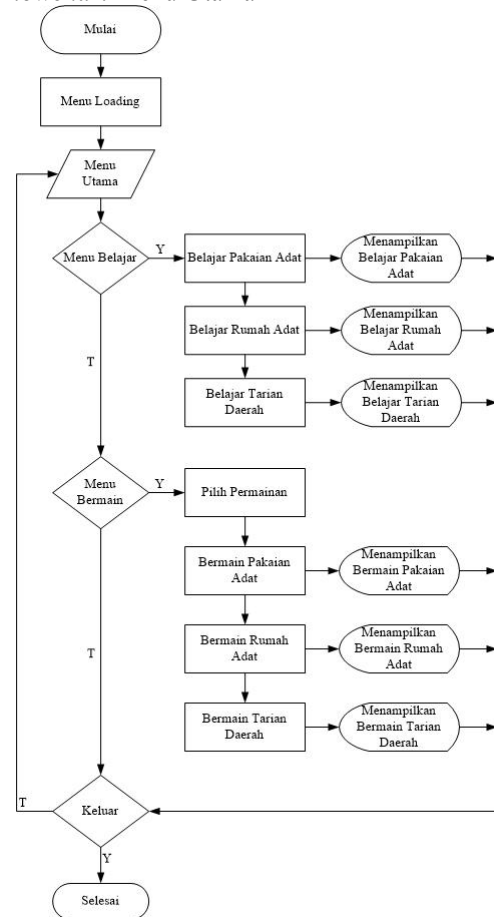 Mulai
Menu Loading
Menu
Utama
Menu Belajar
Y
Belajar Pakaian Adat
Menampilkan
Belajar Pakaian
Adat
Belajar Rumah Adat
Menampilkan
Belajar Rumah
Adat
T
Belajar Tarian
Daerah
Menampilkan
Belajar Tarian
Daerah
Menu
Bermain
Y
Pilih Permainan
Bermain Pakaian
Adat
Menampilkan
Bermain Pakaian
Adat
T
Bermain Rumah
Adat
Menampilkan
Bermain Rumah
Adat
Bermain Tarian
Daerah
Menampilkan
Bermain Tarian
Daerah
T
Keluar
Y
Selesai